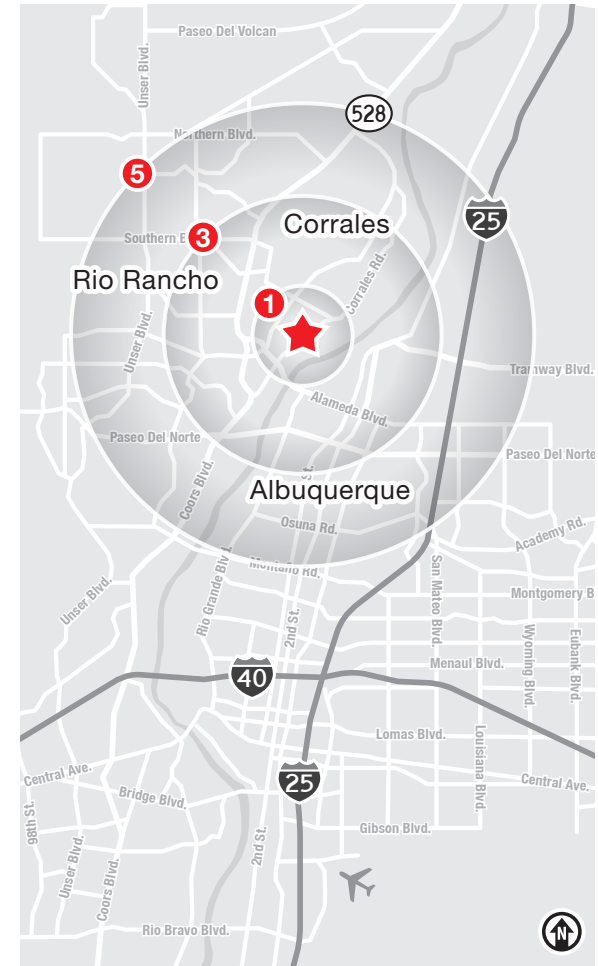 Paseo Del Volcan
Unser Blvd.
528
Northern Blvd.
5
25
Corrales
3
Southern B
Rio Rancho
Corrales Rd.
1
Unser Blvd.
Tramway Blvd.
Alameda Blvd.
Paseo Del Norte
Paseo Del Norte
St.
Coors Blvd.
Albuquerque
Osuna Rd.
Academy Rd.
Montaño Rd.
Rio Grande Blv
San Mateo Blvd.
Unser Blvd.
Montgomery B
2nd St.
Wyoming Blvd.
Eubank Blvd.
Menaul Blvd.
40
Lomas Blvd.
Louisiana Blvd.
Central Ave.
25
Central Ave.
Bridge Blvd.
98th St.
Gibson Blvd.
2nd St.
Unser Blvd.
Coors Blvd.
Rio Bravo Blvd.
N